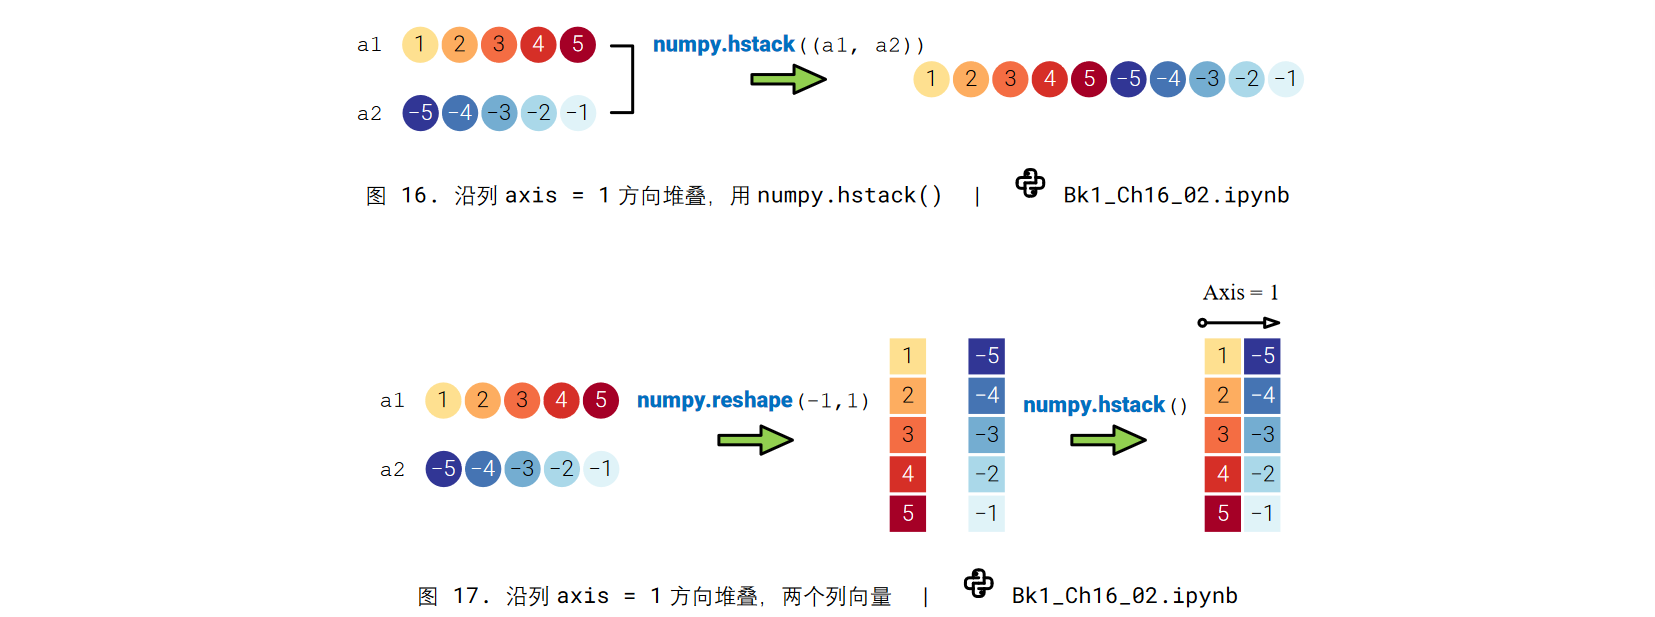 a1 1 2 3 4 5 numpy.hstack((a1, a2))
1 2 3 4 5 −5 −4 −3 −2 −1
a2 −5 −4 −3 −2 −1
图 16. 沿列 axis = 1 方向堆叠，用 numpy.hstack() | Bk1_Ch16_02.ipynb
Axis = 1
1 −5 1 −5
2 −4 2 −4
a1 1 2 3 4 5 numpy.reshape(-1,1) numpy.hstack()
3 −3 3 −3
a2 −5 −4 −3 −2 −1 4 −2 4 −2
5 −1 5 −1
图 17. 沿列 axis = 1 方向堆叠，两个列向量 | Bk1_Ch16_02.ipynb